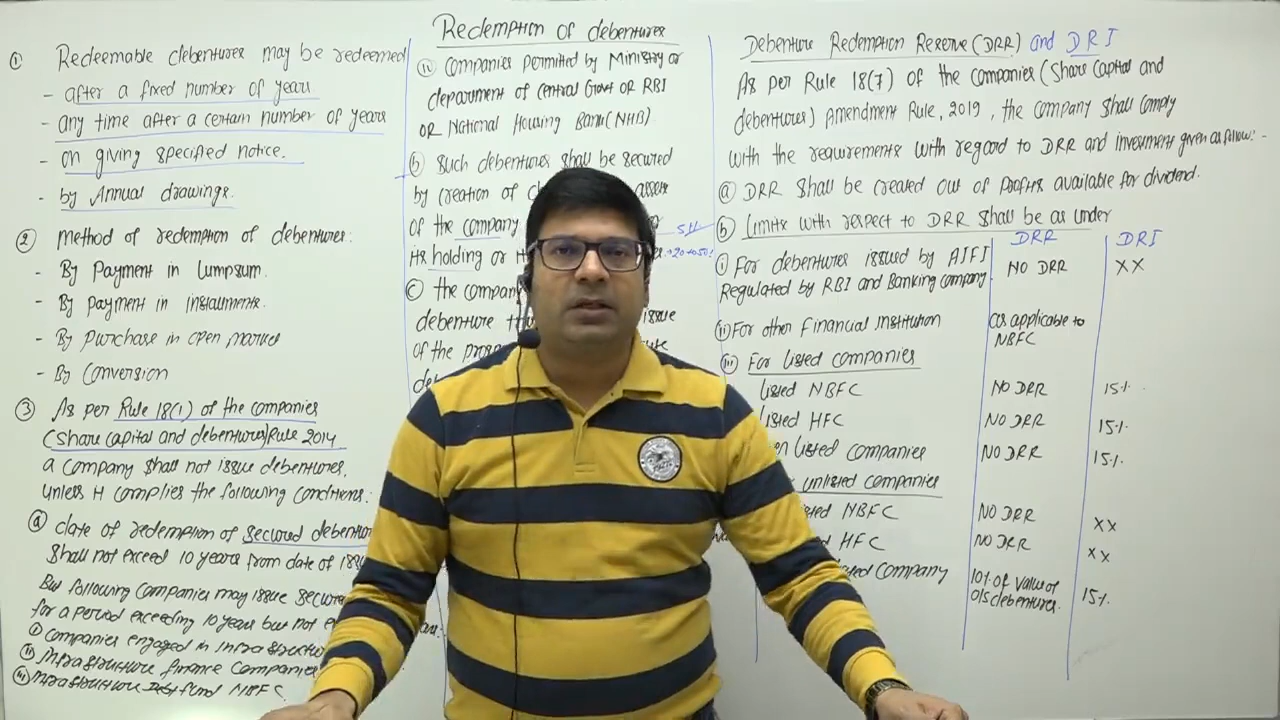 Redemption of debentures
① Redeemable debentures may be redeemed
- after a fixed number of years.
- any time after a certain number of years
- on giving specified notice.
- by Annual drawings.
② Method of redemption of debentures:
- By Payment in Lumpsum.
- By payment in installments.
- By Purchase in open market
- By Conversion
③ As per Rule 18(1) of the companies
(Share Capital and debentures) Rule 2014
a company shall not issue debentures,
unless it complies the following conditions:
ⓐ date of redemption of secured
shall not exceed 10 years from date of
But following companies may issue
for a period exceeding 10 years but not
ⓘ companies engaged in
ⓘⓘ Infrastructure finance Companies
ⓘⓘⓘ Infrastructure Debt fund NBFC.
companies permitted by Ministry or
department of central Govt OR RBI
OR National Housing Bank (NHB)
ⓑ such debentures shall be secured
by creation of
of the company
its holding or
ⓒ the
debenture issue
of the
Debenture Redemption Reserve (DRR) and DRI
As per Rule 18(7) of the companies (Share Capital and
debentures) Amendment Rule, 2019, the company shall comply
with the requirements with regard to DRR and investment given as follow:-
ⓐ DRR shall be created out of profits available for dividend.
ⓑ Limits with respect to DRR shall be as under
DRR DRI
ⓘ For debentures issued by AIFI NO DRR XX
Regulated by RBI and Banking company
ⓘⓘ For other Financial Institution as applicable to
NBFC
ⓘⓘⓘ For listed companies
listed NBFC NO DRR 15%.
listed HFC NO DRR 15%.
listed companies NO DRR 15%.
unlisted companies
NBFC NO DRR XX
HFC NO DRR XX
Company 10% of value of 15%
o/s debentures.